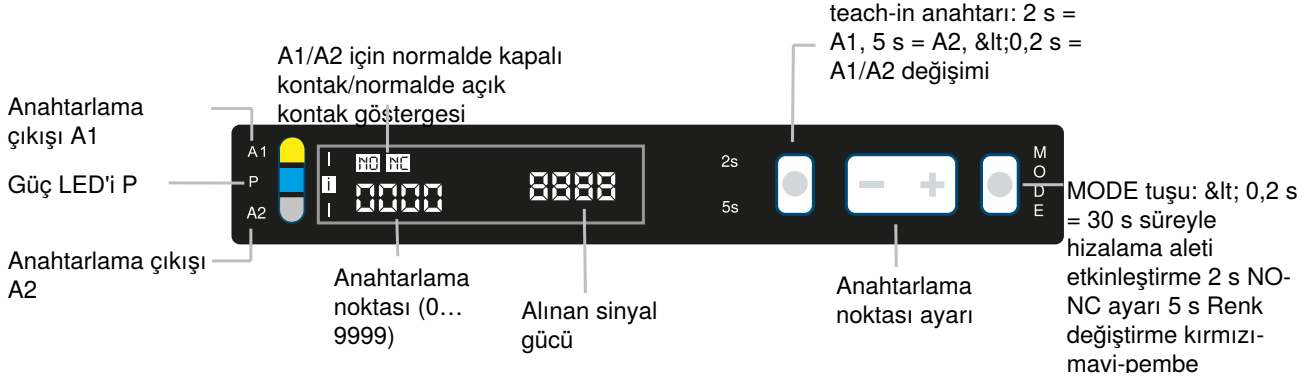 teach-in anahtarı: 2 s =
A1, 5 s = A2, &lt;0,2 s =
A1/A2 değişimi
A1/A2 için normalde kapalı
kontak/normalde açık
kontak göstergesi
Anahtarlama
çıkışı A1
Güç LED'i P
Anahtarlama çıkışı
A2
A1
P
A2
I
i
I
NO NC
0000
8888
2s
5s
− +
M
O
D
E
MODE tuşu: &lt; 0,2 s
= 30 s süreyle
hizalama aleti
etkinleştirme 2 s NO-
NC ayarı 5 s Renk
değiştirme kırmızı-
mavi-pembe
Anahtarlama
noktası (0…
9999)
Alınan sinyal
gücü
Anahtarlama
noktası ayarı